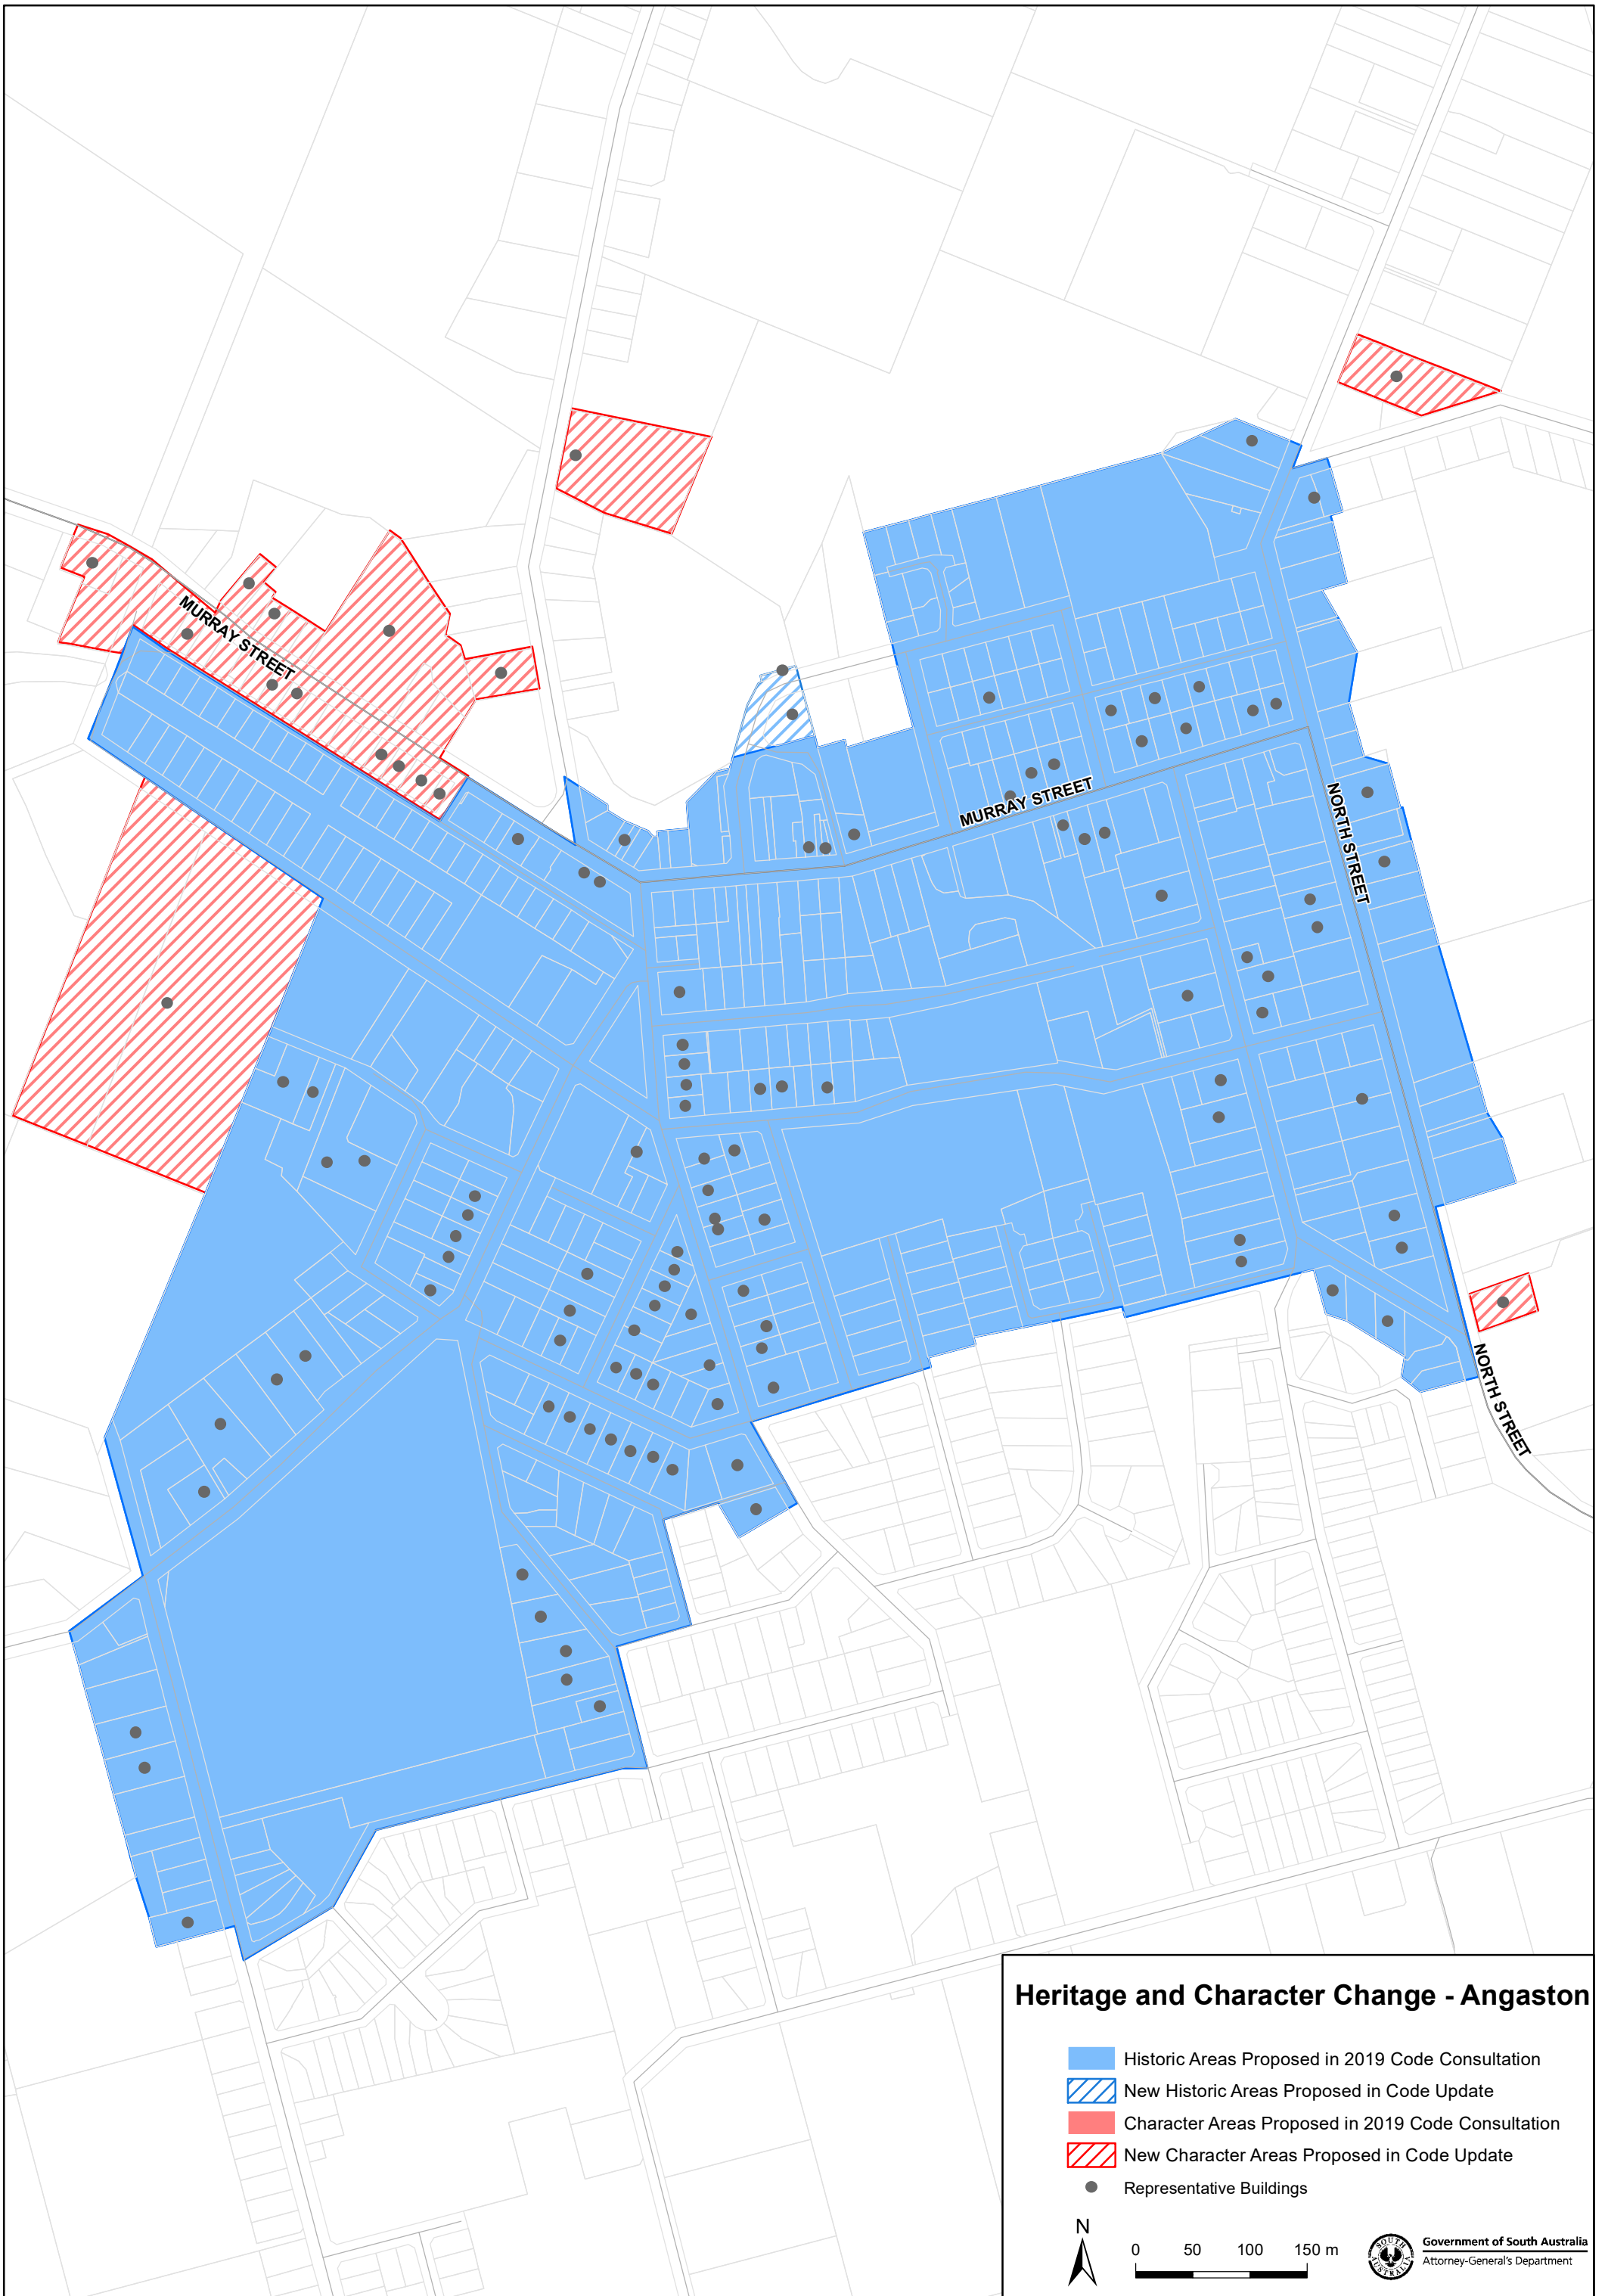 MURRAY STREET
MURRAY STREET
NORTH STREET
NORTH STREET
Heritage and Character Change - Angaston
Historic Areas Proposed in 2019 Code Consultation
New Historic Areas Proposed in Code Update
Character Areas Proposed in 2019 Code Consultation
New Character Areas Proposed in Code Update
Representative Buildings
N
0 50 100 150 m
SOUTH AUSTRALIA
Government of South Australia
Attorney-General's Department